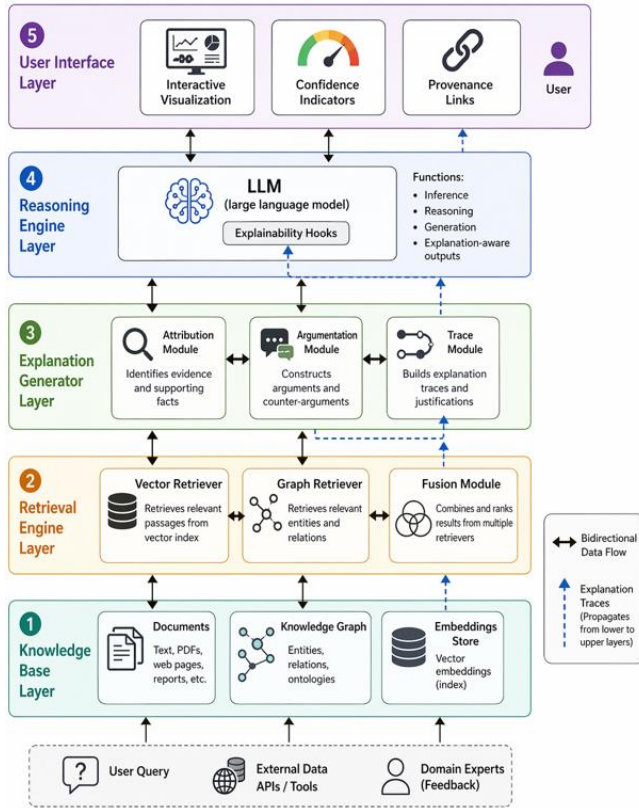 5
User Interface
Layer
Interactive
Visualization
Confidence
Indicators
Provenance
Links
User
4
Reasoning
Engine
Layer
LLM
(large language model)
Explainability Hooks
Functions:
• Inference
• Reasoning
• Generation
• Explanation-aware
outputs
3
Explanation
Generator
Layer
Attribution
Module
Identifies evidence
and supporting
facts
Argumentation
Module
Constructs
arguments and
counter-arguments
Trace
Module
Builds explanation
traces and
justifications
2
Retrieval
Engine
Layer
Vector Retriever
Retrieves relevant
passages from
vector index
Graph Retriever
Retrieves relevant
entities and
relations
Fusion Module
Combines and ranks
results from multiple
retrievers
1
Knowledge
Base
Layer
Documents
Text, PDFs,
web pages,
reports, etc.
Knowledge Graph
Entities,
relations,
ontologies
Embeddings
Store
Vector
embeddings
(index)
Bidirectional
Data Flow
Explanation
Traces
(Propagates
from lower to
upper layers)
?
User Query
External Data
APIs / Tools
Domain Experts
(Feedback)